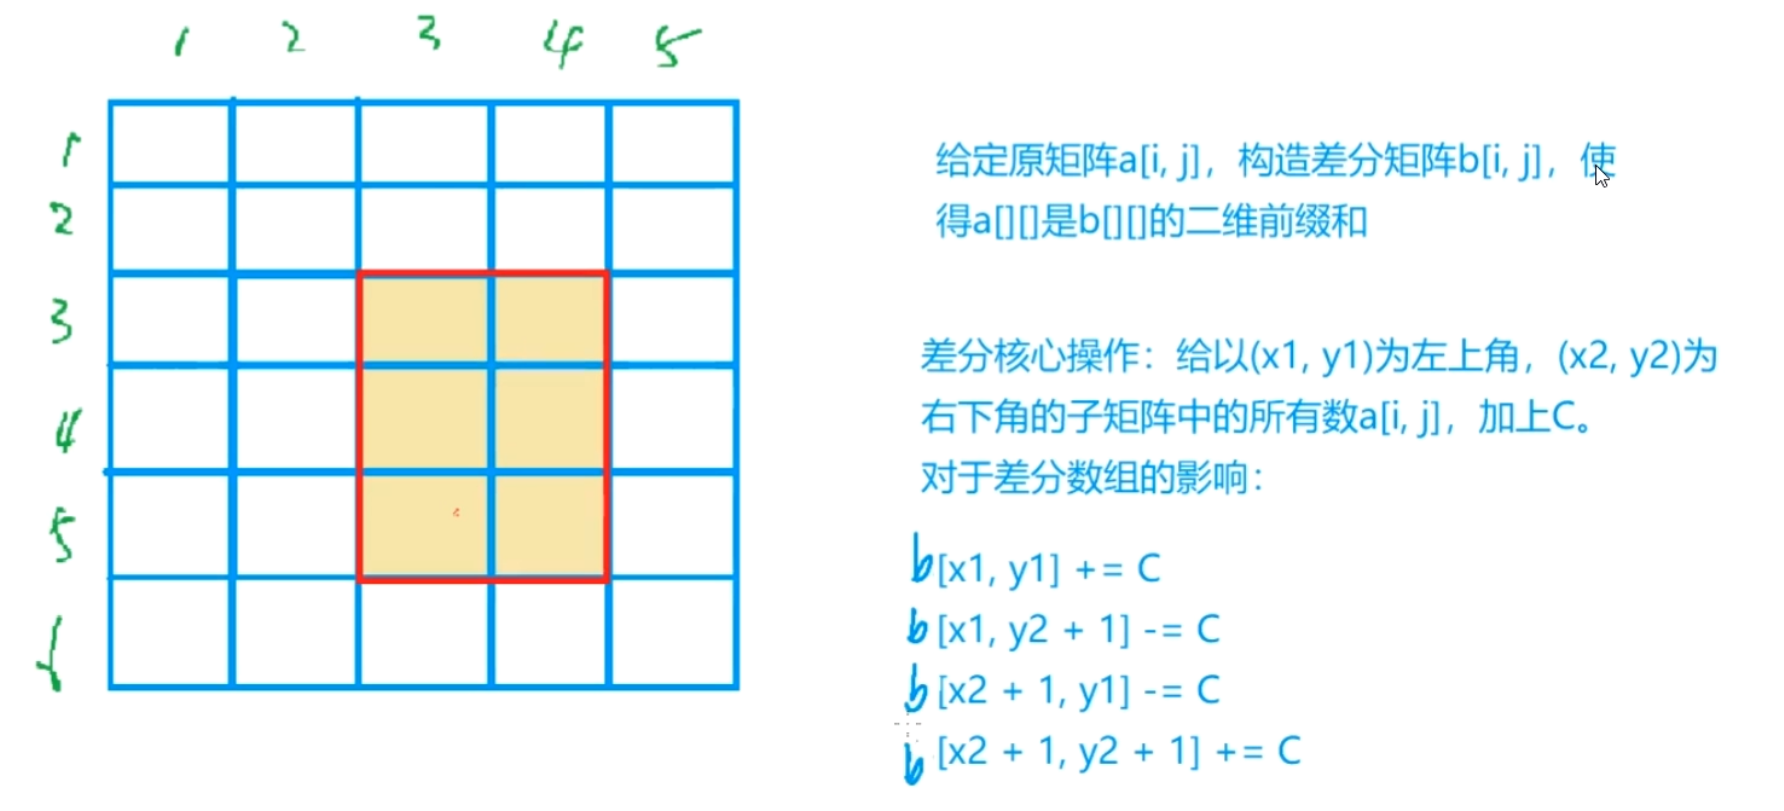 1 2 3 4 5
1
2
3
4
5
给定原矩阵a[i, j]，构造差分矩阵b[i, j]，使
得a[][]是b[][]的二维前缀和
差分核心操作：给以(x1, y1)为左上角，(x2, y2)为
右下角的子矩阵中的所有数a[i, j]，加上C。
对于差分数组的影响：
b[x1, y1] += C
b[x1, y2 + 1] -= C
b[x2 + 1, y1] -= C
b[x2 + 1, y2 + 1] += C